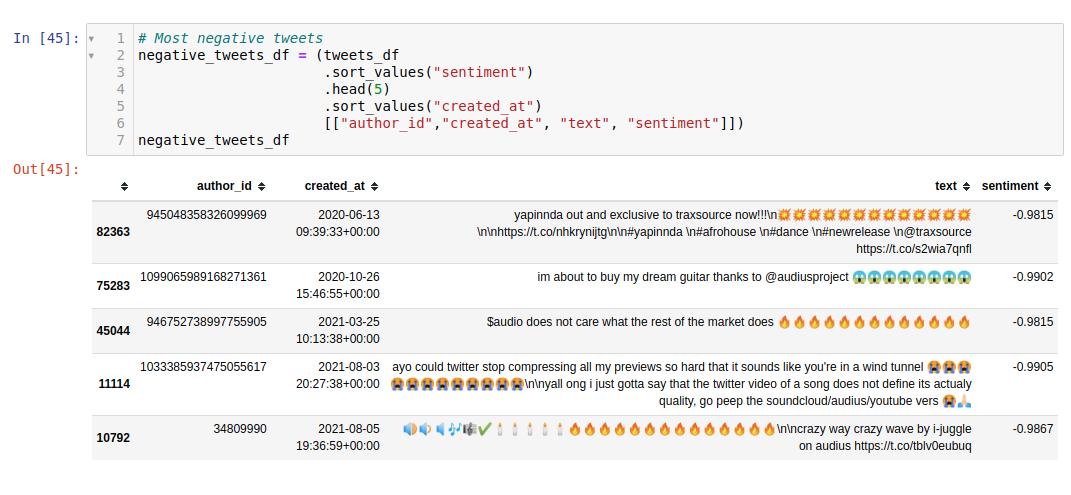 In [45]:
1 # Most negative tweets
2 negative_tweets_df = (tweets_df
3 .sort_values("sentiment")
4 .head(5)
5 .sort_values("created_at")
6 [["author_id","created_at", "text", "sentiment"]])
7 negative_tweets_df
Out[45]:
author_id created_at text sentiment
82363 945048358326099969 2020-06-13 09:39:33+00:00 yapinnda out and exclusive to traxsource now!!!\n💥💥💥💥💥💥💥💥💥💥💥💥💥
\n\nhttps://t.co/nhkrynijtg\n\n#yapinnda \n#afrohouse \n#dance \n#newrelease \n@traxsource
https://t.co/s2wia7qnfl -0.9815
75283 1099065989168271361 2020-10-26 15:46:55+00:00 im about to buy my dream guitar thanks to @audiusproject 😱😱😱😱😱😱😱😱 -0.9902
45044 946752738997755905 2021-03-25 10:13:38+00:00 $audio does not care what the rest of the market does 🔥🔥🔥🔥🔥🔥🔥🔥🔥🔥🔥🔥🔥 -0.9815
11114 1033385937475055617 2021-08-03 20:27:38+00:00 ayo could twitter stop compressing all my previews so hard that it sounds like you're in a wind tunnel 😭😭😭
😭😭😭😭😭😭😭😭😭\n\nyall ong i just gotta say that the twitter video of a song does not define its actualy
quality, go peep the soundcloud/audius/youtube vers 😭🙏🏻 -0.9905
10792 34809990 2021-08-05 19:36:59+00:00 🔊🔉🔈🎶🎼✅🕯🕯🕯🕯🕯🔥🔥🔥🔥🔥🔥🔥🔥🔥🔥🔥🔥🔥🔥\n\ncrazy way crazy wave by i-juggle
on audius https://t.co/tblv0eubuq -0.9867